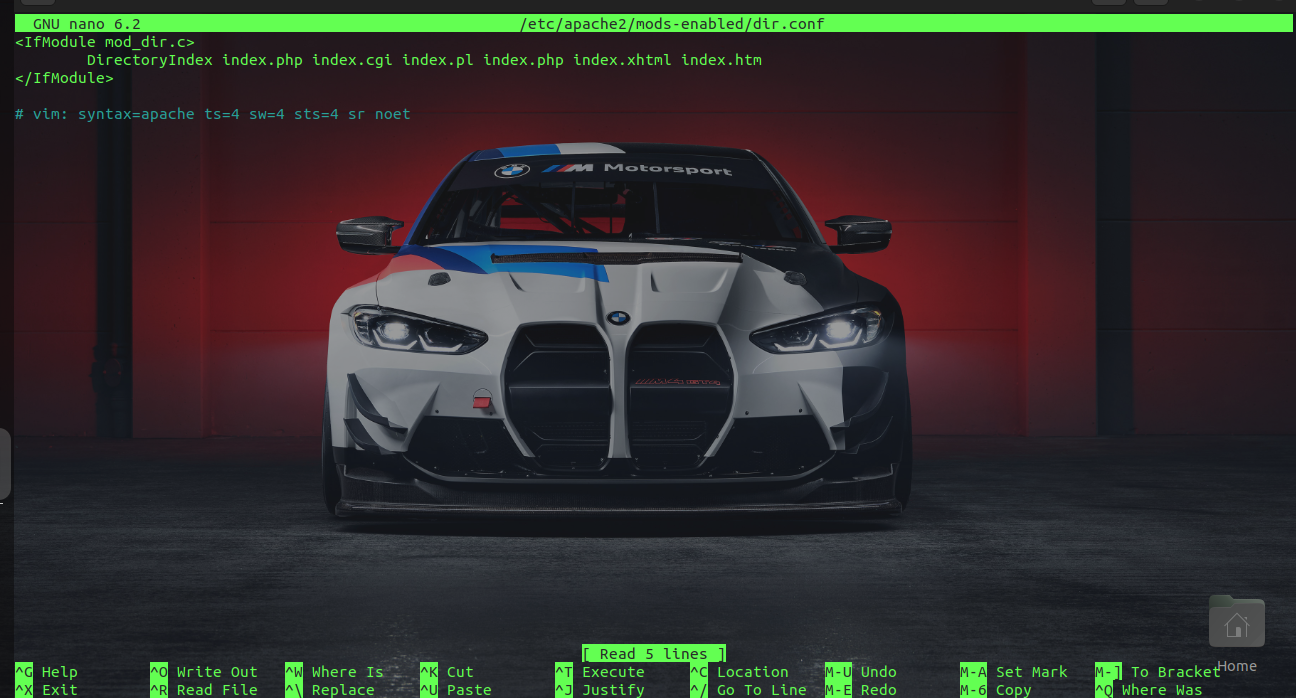 GNU nano 6.2 /etc/apache2/mods-enabled/dir.conf
<IfModule mod_dir.c>
DirectoryIndex index.php index.cgi index.pl index.php index.xhtml index.htm
</IfModule>
# vim: syntax=apache ts=4 sw=4 sts=4 sr noet
M Motorsport
[ Read 5 lines ]
^G Help ^O Write Out ^W Where Is ^K Cut ^T Execute ^C Location M-U Undo M-A Set Mark M-] To Bracket
^X Exit ^R Read File ^\ Replace ^U Paste ^J Justify ^/ Go To Line M-E Redo M-6 Copy ^Q Where Was
Home